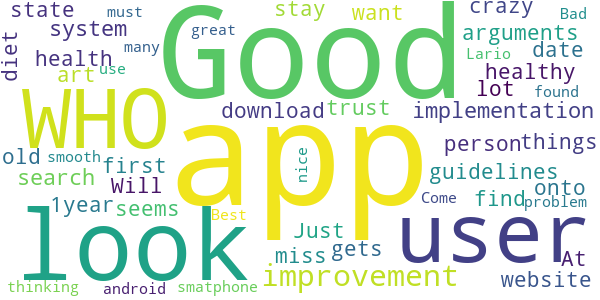 state must Good stay want crazy Bad
system many great arguments
diet health art use Lario date
WHO healthy
download trust lot found
app implementation
old smooth first nice person things
search Will guidelines
1year seems Best Come find onto
look Just user problem
miss gets At
improvement website
thinking android smatphone